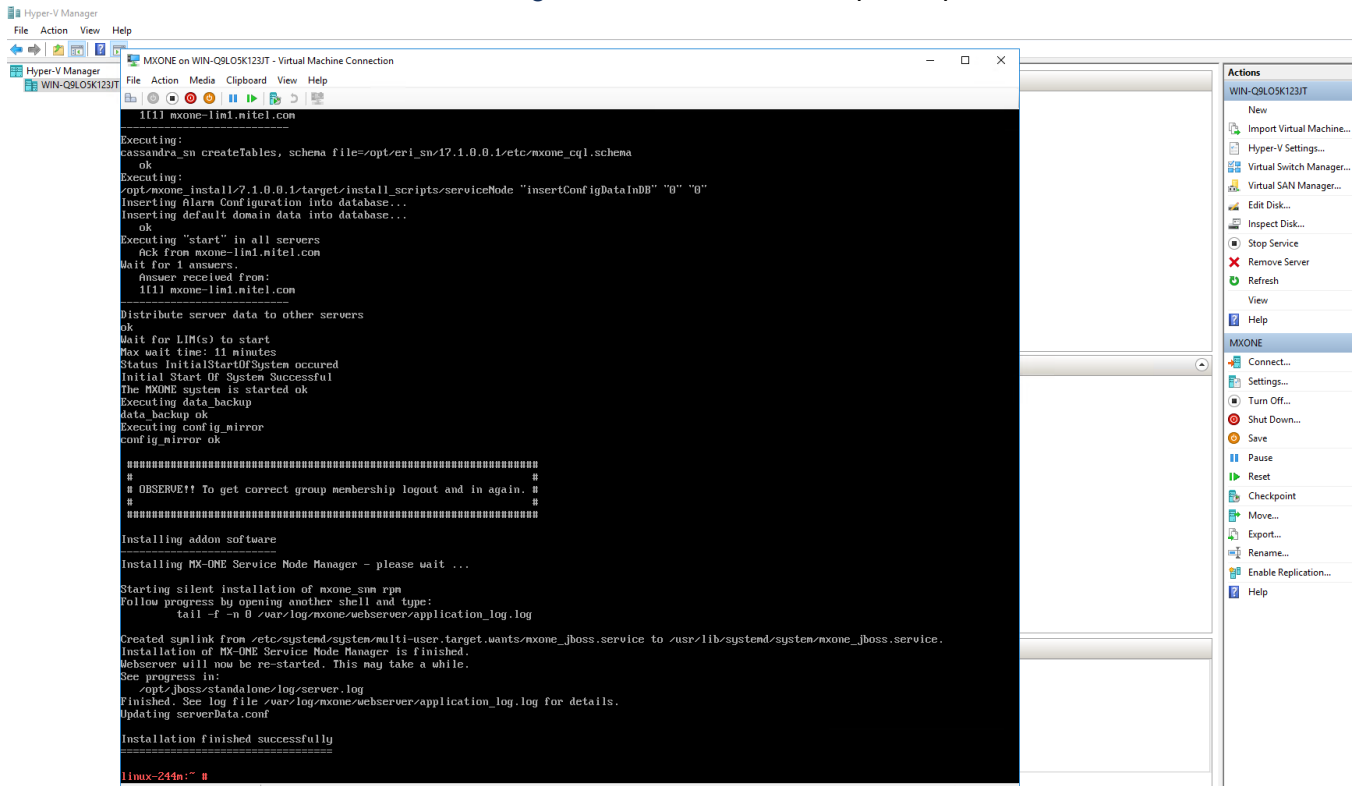 Hyper-V Manager
File Action View Help
Hyper-V Manager
WIN-Q9LO5K123JT
MXONE on WIN-Q9LO5K123JT - Virtual Machine Connection
File Action Media Clipboard View Help
1[1] mxone-lim1.mitel.com
----------------------------
Executing:
cassandra_sn createTables, schema file=/opt/eri_sn/17.1.0.0.1/etc/mxone_cql.schema
ok
Executing:
/opt/mxone_install/7.1.0.0.1/target/install_scripts/serviceNode "insertConfigDataInDB" "0" "0"
Inserting Alarm Configuration into database...
Inserting default domain data into database...
ok
Executing "start" in all servers
Ack from mxone-lim1.mitel.com
Wait for 1 answers.
Answer received from:
1[1] mxone-lim1.mitel.com
----------------------------
Distribute server data to other servers
ok
Wait for LIM(s) to start
Max wait time: 11 minutes
Status InitialStartOfSystem occured
Initial Start Of System Successful
The MXONE system is started ok
Executing data_backup
data_backup ok
Executing config_mirror
config_mirror ok
###################################################################
# #
# OBSERVE!! To get correct group membership logout and in again. #
# #
###################################################################
Installing addon software
--------------------------
Installing MX-ONE Service Node Manager - please wait ...
Starting silent installation of mxone_snm rpm
Follow progress by opening another shell and type:
tail -f -n 0 /var/log/mxone/webserver/application_log.log
Created symlink from /etc/systemd/system/multi-user.target.wants/mxone_jboss.service to /usr/lib/systemd/system/mxone_jboss.service.
Installation of MX-ONE Service Node Manager is finished.
Webserver will now be re-started. This may take a while.
See progress in:
/opt/jboss/standalone/log/server.log
Finished. See log file /var/log/mxone/webserver/application_log.log for details.
Updating serverData.conf
Installation finished successfully
==================================
linux-244m:~ #
Actions
WIN-Q9LO5K123JT
New
Import Virtual Machine...
Hyper-V Settings...
Virtual Switch Manager...
Virtual SAN Manager...
Edit Disk...
Inspect Disk...
Stop Service
Remove Server
Refresh
View
Help
MXONE
Connect...
Settings...
Turn Off...
Shut Down...
Save
Pause
Reset
Checkpoint
Move...
Export...
Rename...
Enable Replication...
Help